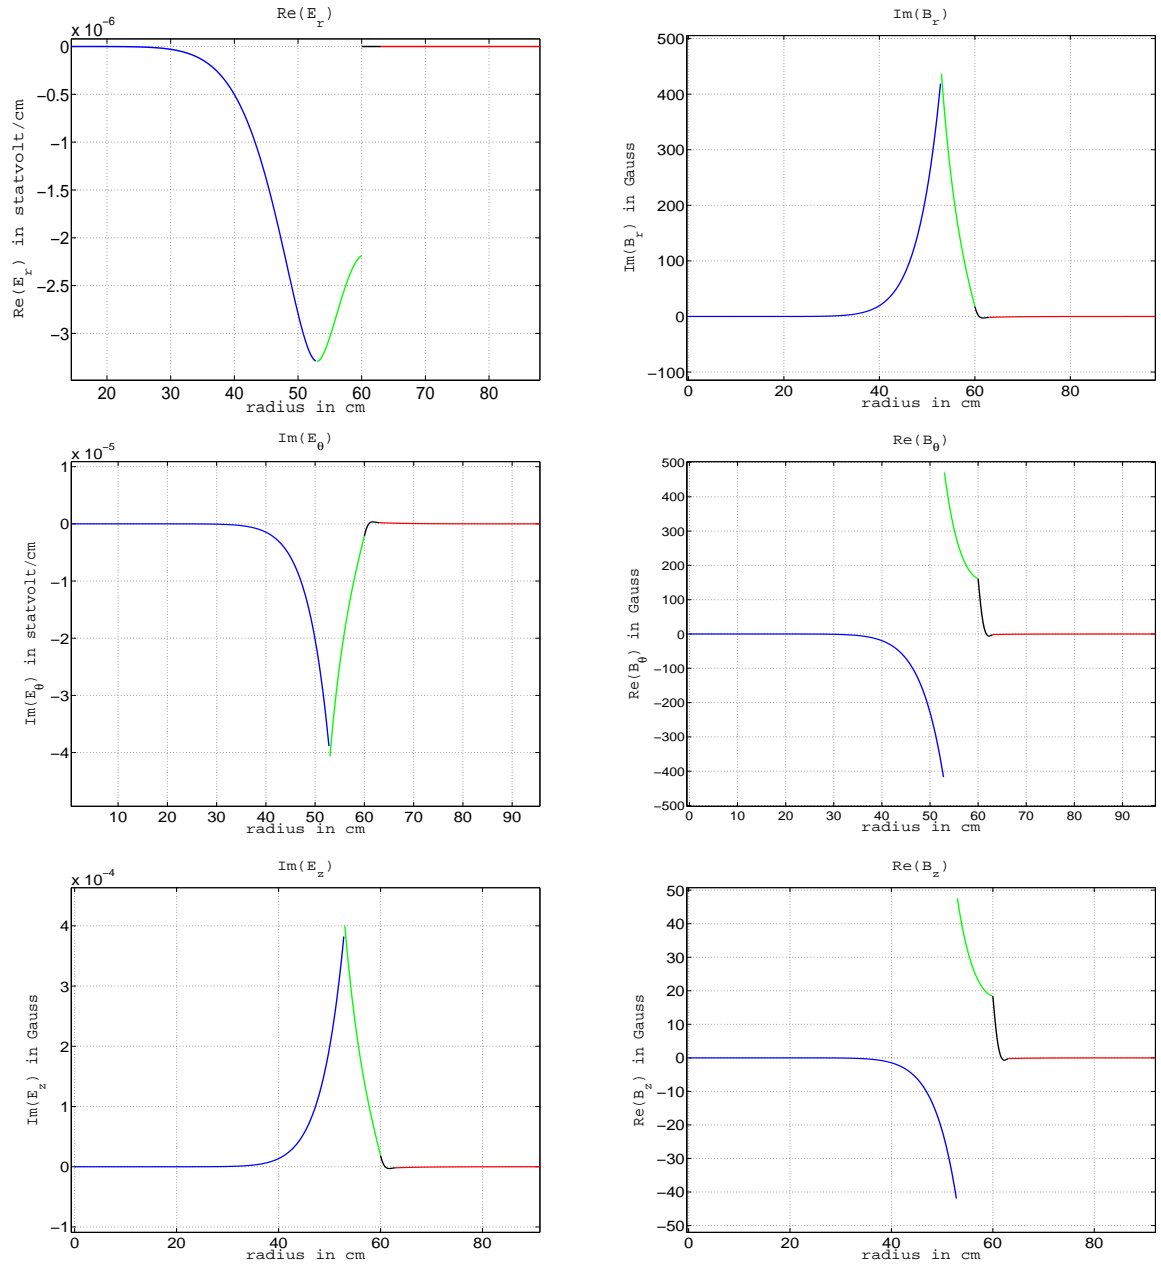 Re(E_r)
x 10^-6
0
−0.5
−1
−1.5
−2
−2.5
−3
Re(E_r) in statvolt/cm
20 30 40 50 60 70 80
radius in cm
Im(B_r)
500
400
300
200
100
0
−100
Im(B_r) in Gauss
0 20 40 60 80
radius in cm
Im(E_θ)
x 10^-5
1
0
−1
−2
−3
−4
Im(E_θ) in statvolt/cm
10 20 30 40 50 60 70 80 90
radius in cm
Re(B_θ)
500
400
300
200
100
0
−100
−200
−300
−400
−500
Re(B_θ) in Gauss
0 10 20 30 40 50 60 70 80 90
radius in cm
Im(E_z)
x 10^-4
4
3
2
1
0
−1
Im(E_z) in Gauss
0 20 40 60 80
radius in cm
Re(B_z)
50
40
30
20
10
0
−10
−20
−30
−40
−50
Re(B_z) in Gauss
0 20 40 60 80
radius in cm